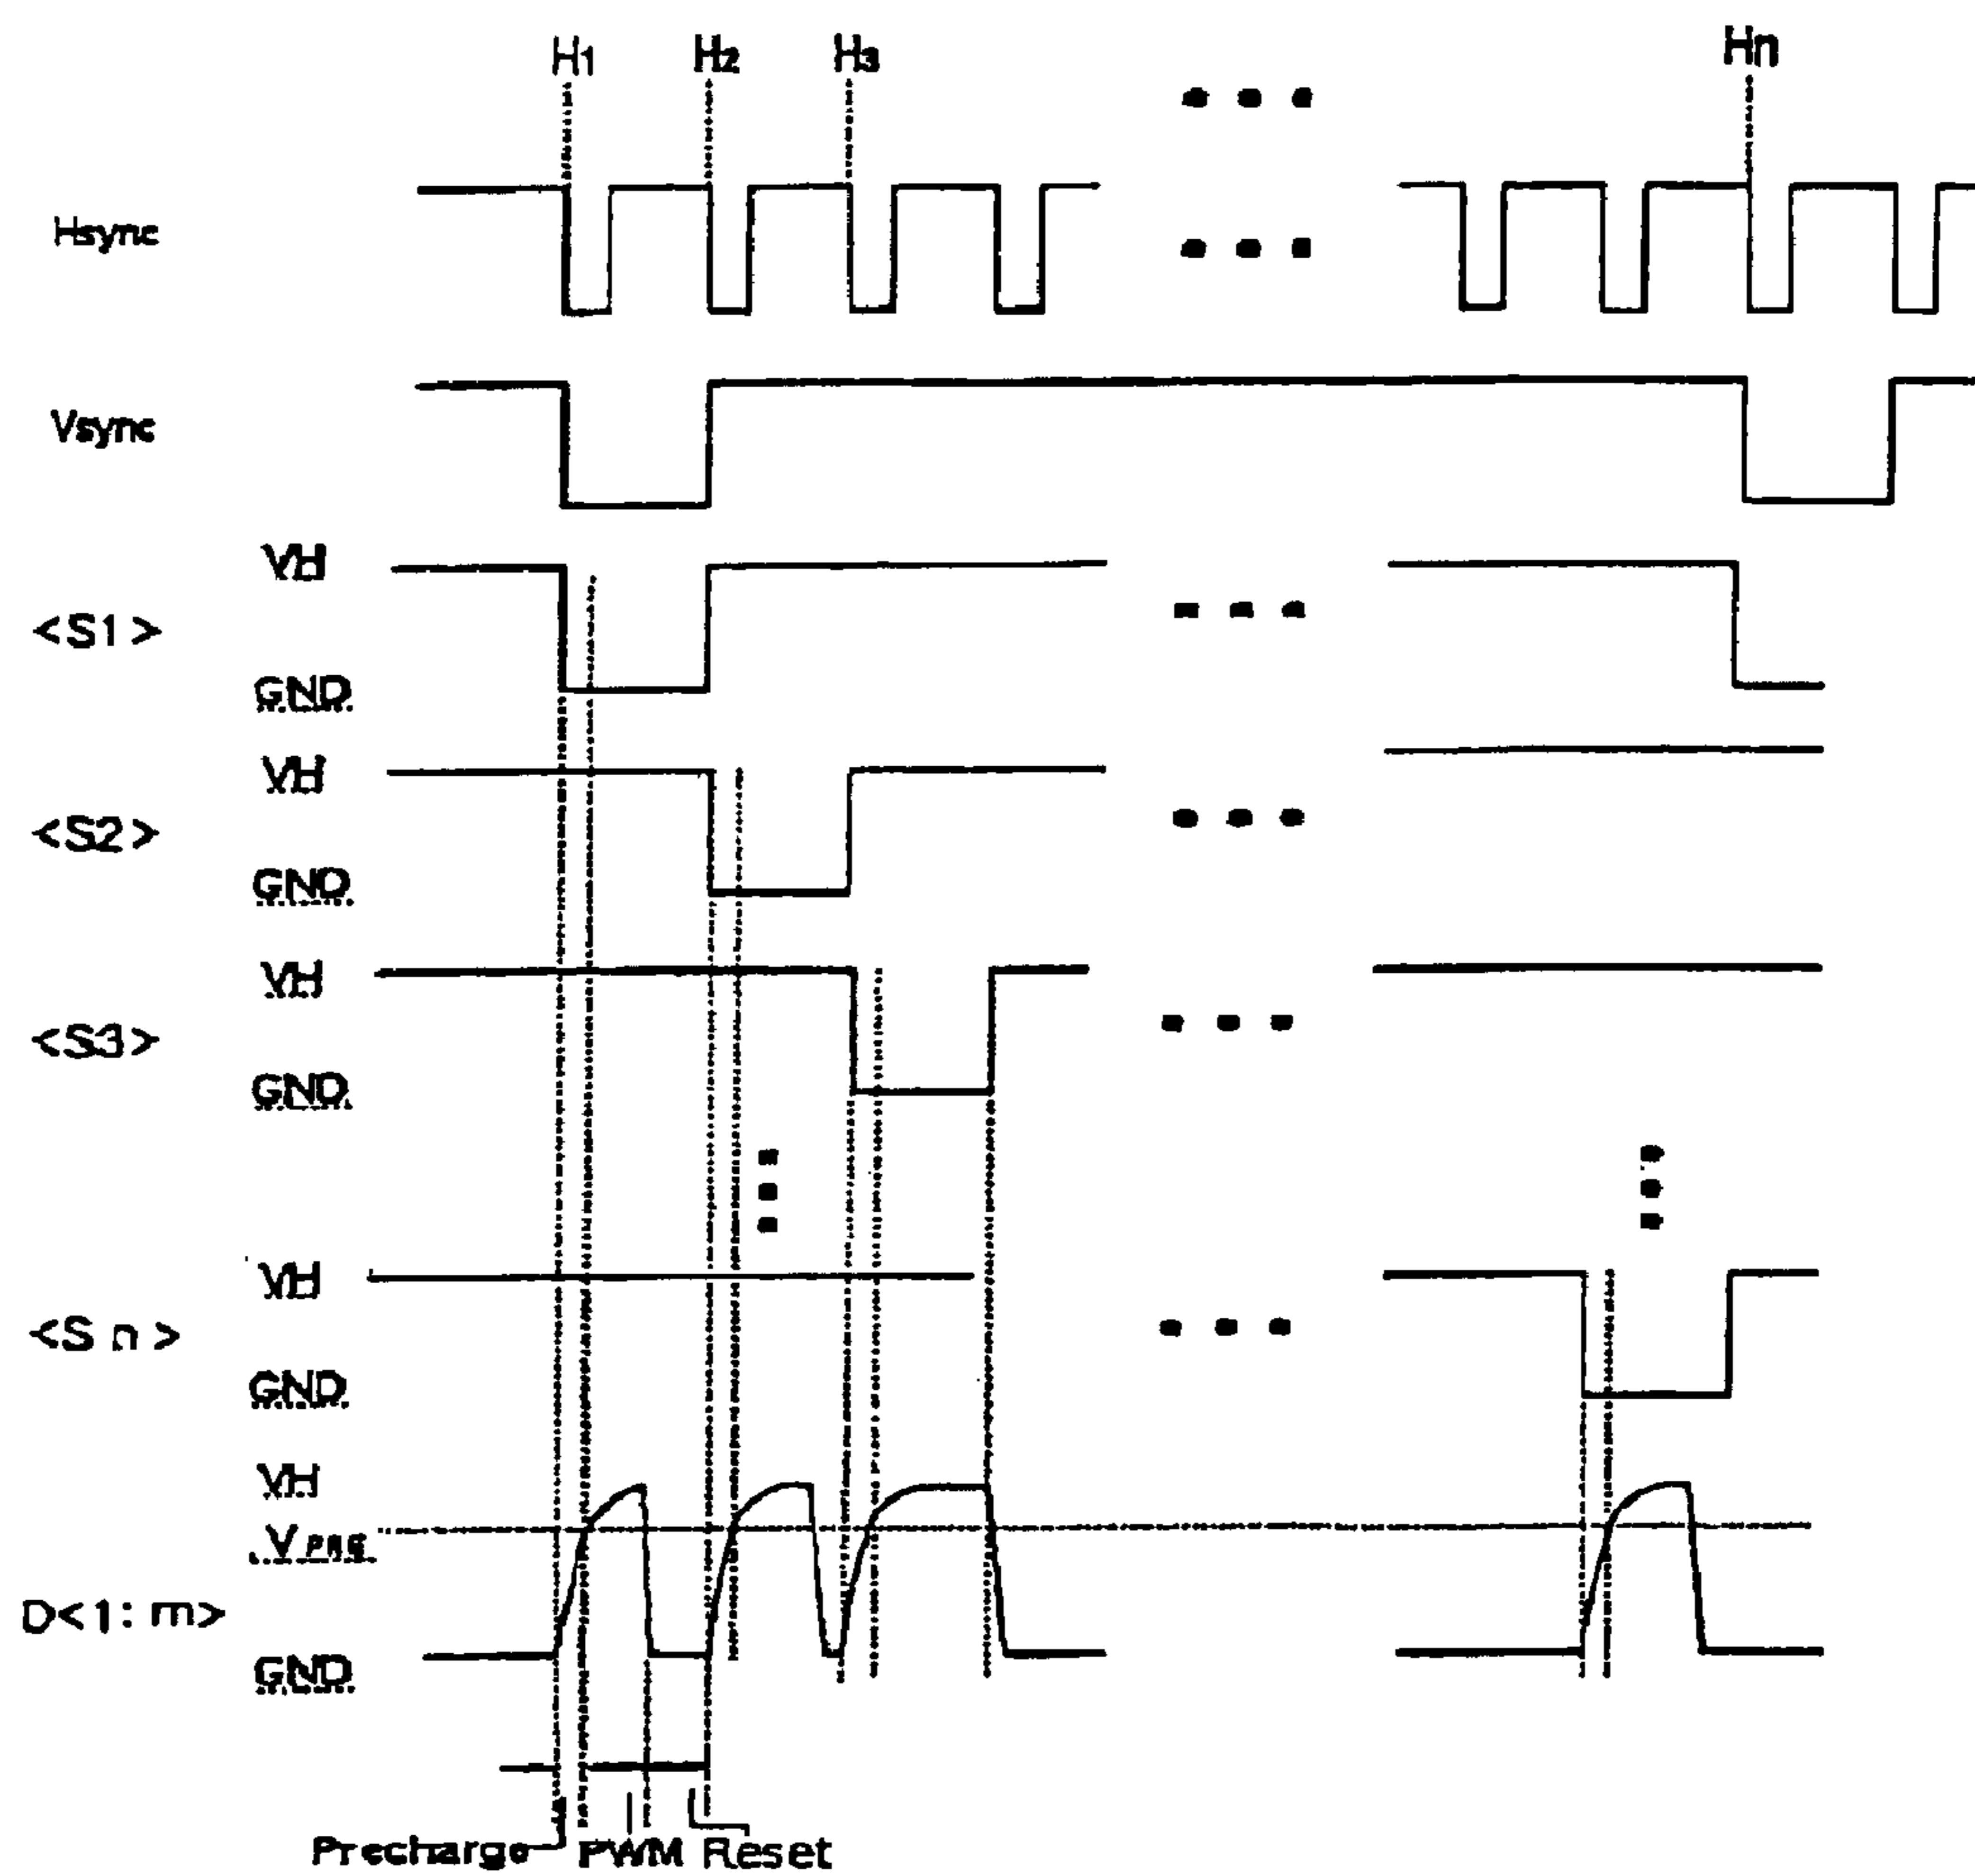 H1 H2 H3 Hn
Hsync
Vsync
VH
<S1>
GND
VH
<S2>
GND
VH
<S3>
GND
VH
<S n>
GND
VH
VPRE
D<1: m>
GND
Precharge PWM Reset